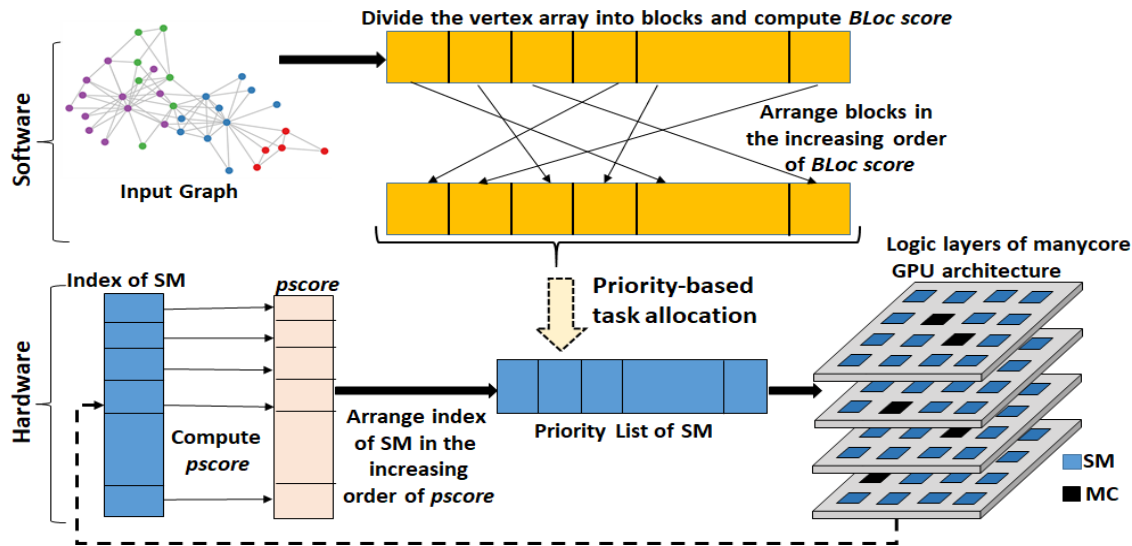 Divide the vertex array into blocks and compute BLoc score
Software
Input Graph
Arrange blocks in
the increasing order
of BLoc score
Logic layers of manycore
GPU architecture
Index of SM
pscore
Priority-based
task allocation
Hardware
Compute
pscore
Arrange index
of SM in the
increasing
order of pscore
Priority List of SM
SM
MC